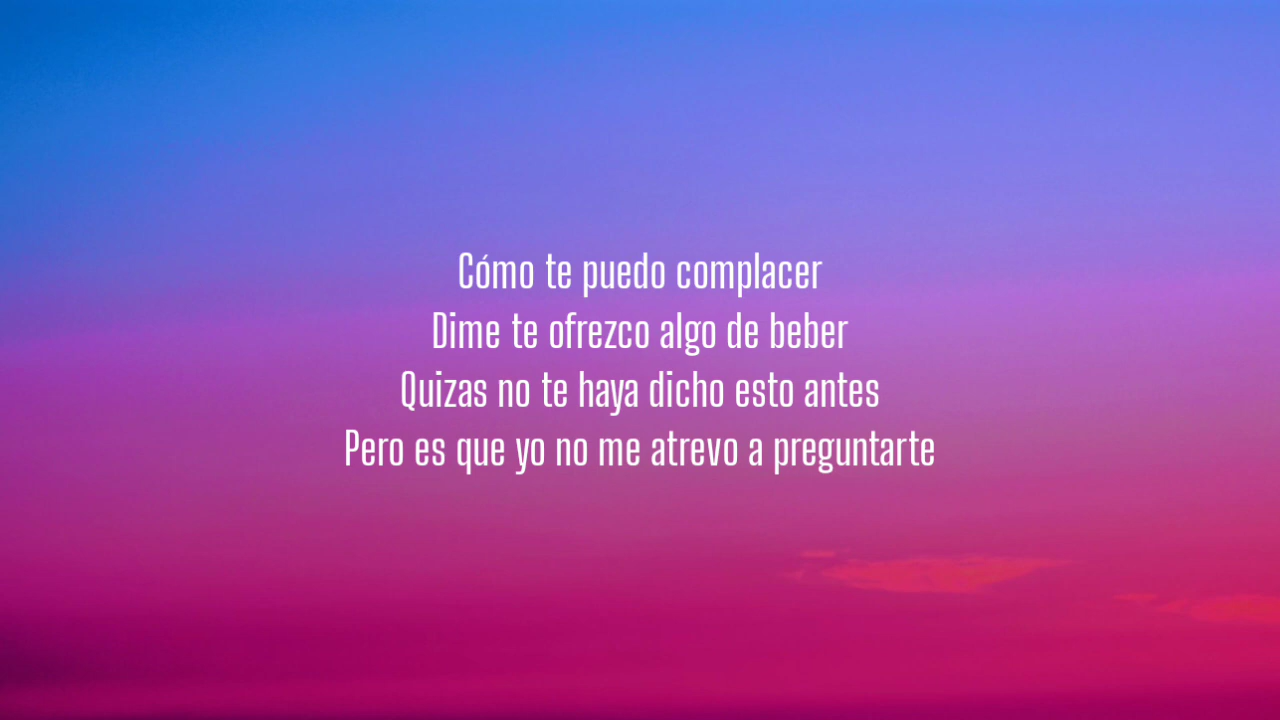 Cómo te puedo complacer
Dime te ofrezco algo de beber
Quizas no te haya dicho esto antes
Pero es que yo no me atrevo a preguntarte